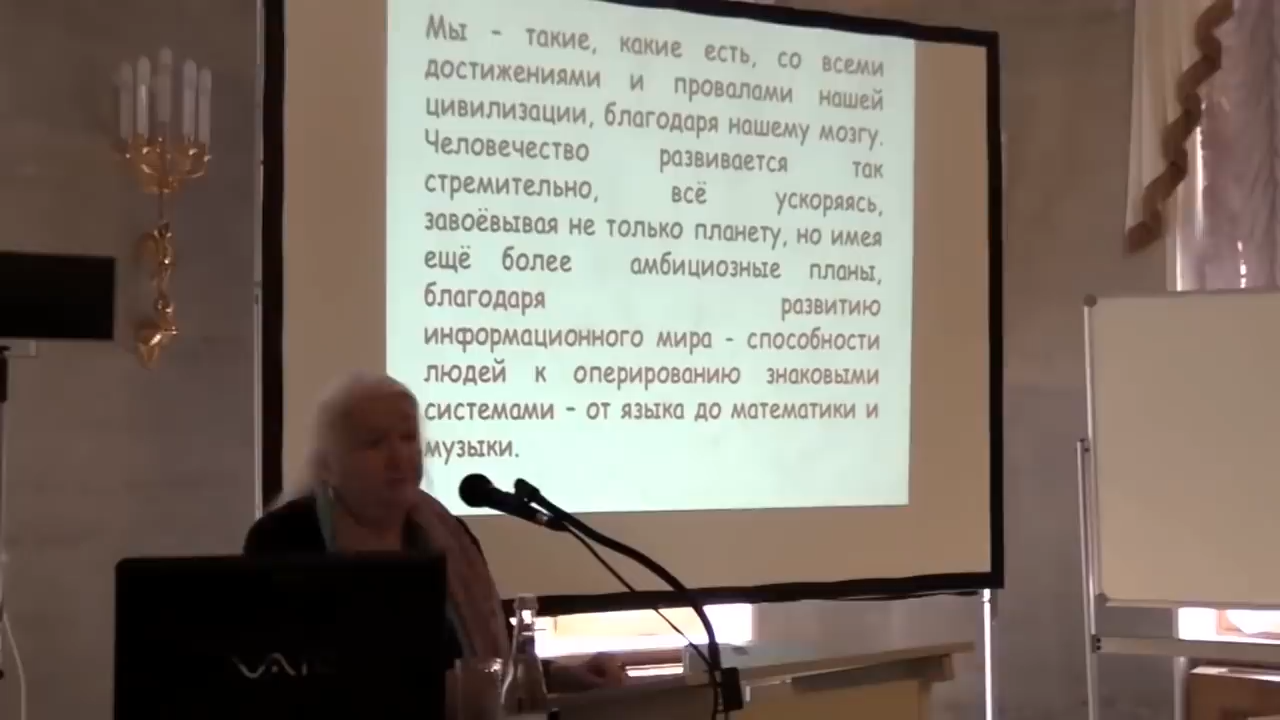 Мы - такие, какие есть, со всеми
достижениями и провалами нашей
цивилизации, благодаря нашему мозгу.
Человечество развивается так
стремительно, всё ускоряясь,
завоёвывая не только планету, но имея
ещё более амбициозные планы,
благодаря развитию
информационного мира - способности
людей к оперированию знаковыми
системами - от языка до математики и
музыки.
VAIO